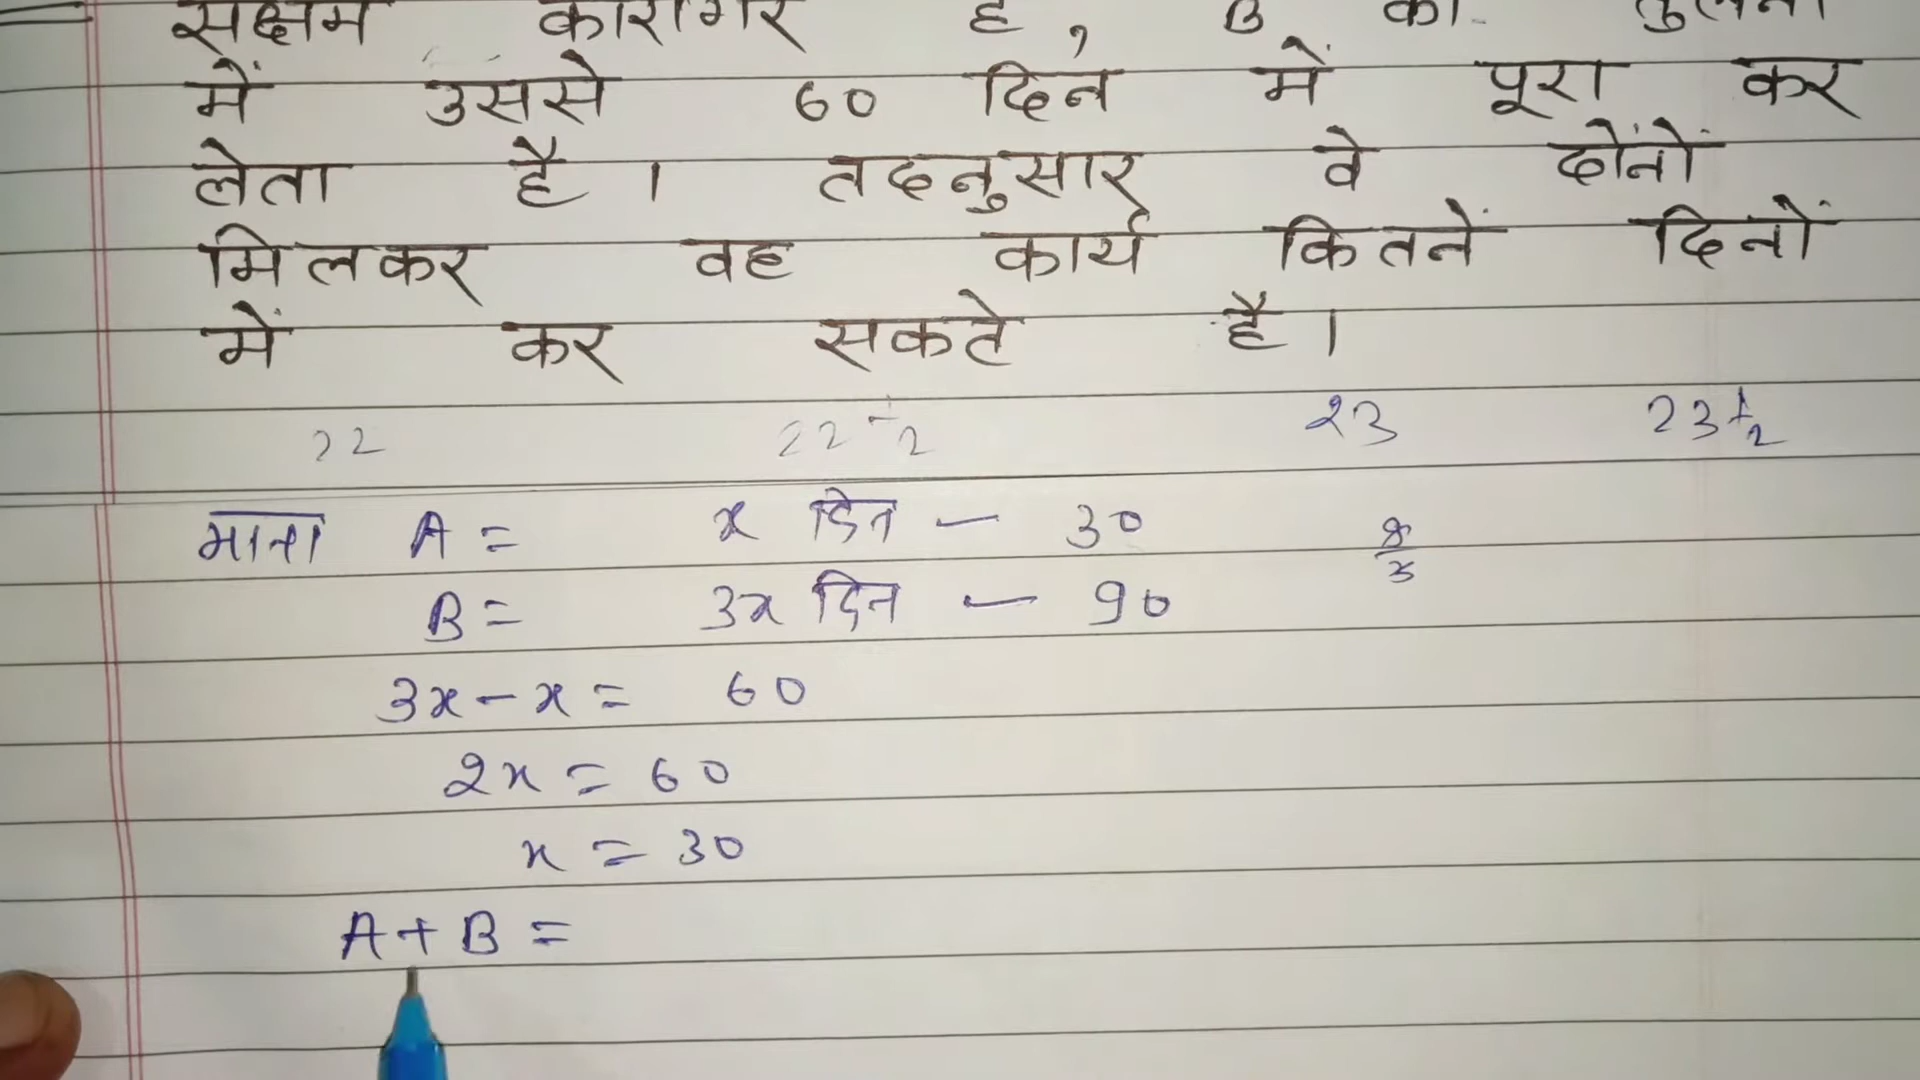 सक्षम कारीगर है, B की तुलना
में उससे 60 दिन में पूरा कर
लेता है। तदनुसार वे दोंनों
मिलकर वह कार्य कितनें दिनों
में कर सकते है।
22 22 1/2 23 23 1/2
माना A = x दिन — 30
B = 3x दिन — 90
3x - x = 60
2x = 60
x = 30
A + B =